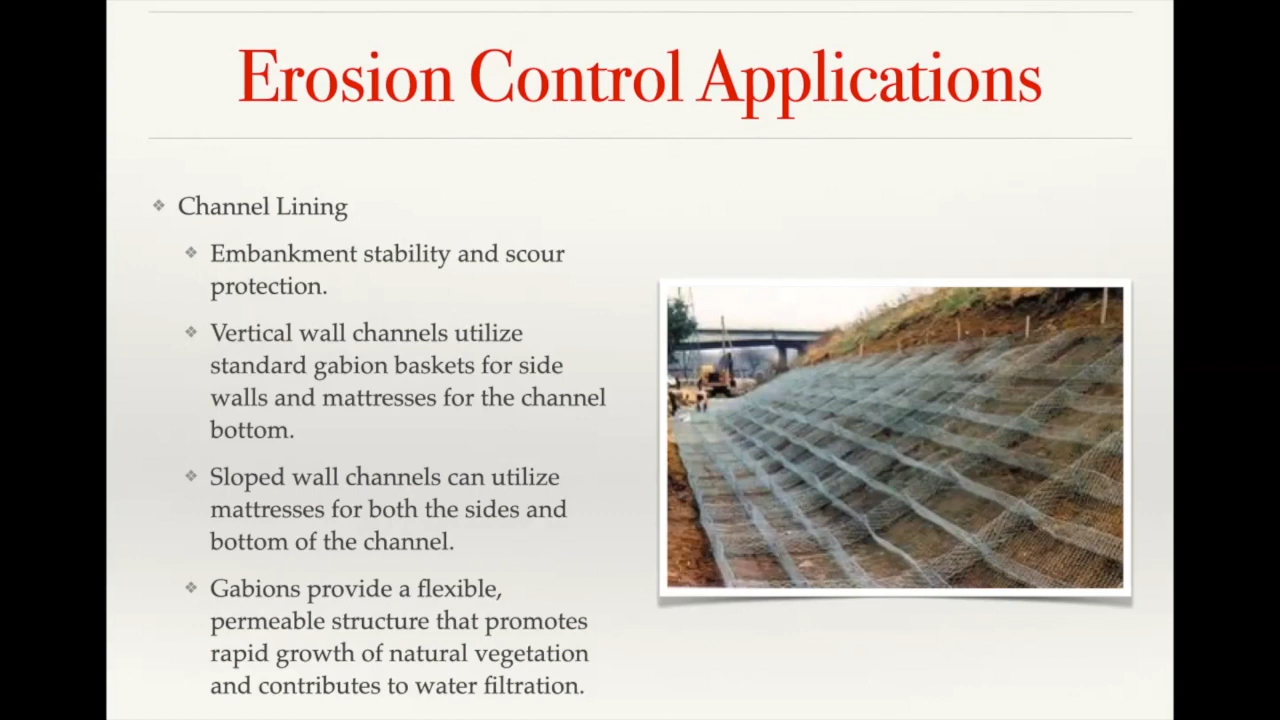 Erosion Control Applications
Channel Lining
Embankment stability and scour
protection.
Vertical wall channels utilize
standard gabion baskets for side
walls and mattresses for the channel
bottom.
Sloped wall channels can utilize
mattresses for both the sides and
bottom of the channel.
Gabions provide a flexible,
permeable structure that promotes
rapid growth of natural vegetation
and contributes to water filtration.